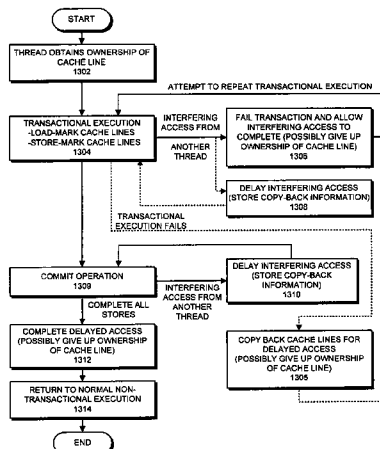 START
THREAD OBTAINS OWNERSHIP OF
CACHE LINE
1302
ATTEMPT TO REPEAT TRANSACTIONAL EXECUTION
TRANSACTIONAL EXECUTION
-LOAD-MARK CACHE LINES
-STORE-MARK CACHE LINES
1304
INTERFERING
ACCESS FROM
ANOTHER
THREAD
FAIL TRANSACTION AND ALLOW
INTERFERING ACCESS TO
COMPLETE (POSSIBLY GIVE UP
OWNERSHIP OF CACHE LINE)
1306
DELAY INTERFERING ACCESS
(STORE COPY-BACK
INFORMATION)
1308
TRANSACTIONAL
EXECUTION FAILS
COMMIT OPERATION
1309
INTERFERING
ACCESS FROM
ANOTHER
THREAD
DELAY INTERFERING ACCESS
(STORE COPY-BACK
INFORMATION)
1310
COMPLETE ALL
STORES
COMPLETE DELAYED ACCESS
(POSSIBLY GIVE UP OWNERSHIP
OF CACHE LINE)
1312
COPY BACK CACHE LINES FOR
DELAYED ACCESS
(POSSIBLY GIVE UP OWNERSHIP
OF CACHE LINE)
1305
RETURN TO NORMAL NON-
TRANSACTIONAL EXECUTION
1314
END